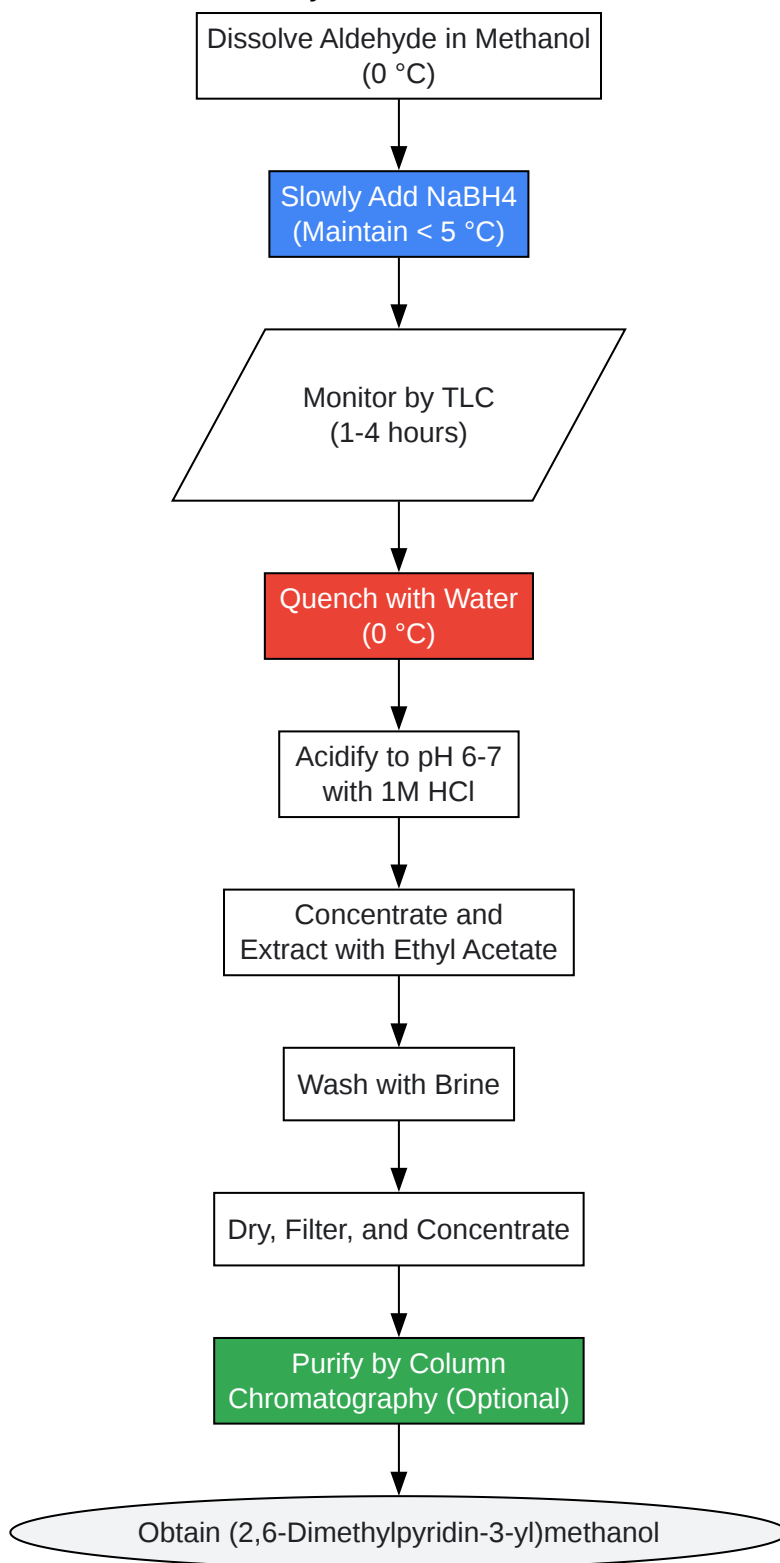 Dissolve Aldehyde in Methanol
(0 °C)
Slowly Add NaBH4
(Maintain < 5 °C)
Monitor by TLC
(1-4 hours)
Quench with Water
(0 °C)
Acidify to pH 6-7
with 1M HCl
Concentrate and
Extract with Ethyl Acetate
Wash with Brine
Dry, Filter, and Concentrate
Purify by Column
Chromatography (Optional)
Obtain (2,6-Dimethylpyridin-3-yl)methanol